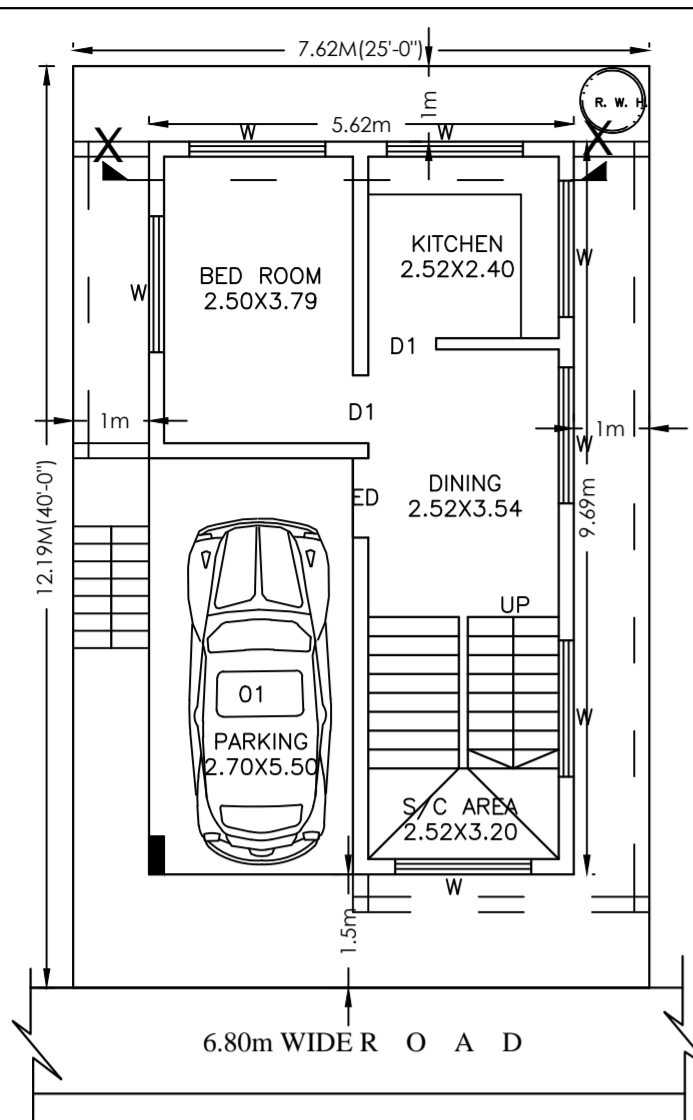 7.62M(25'-0")
1m
R. W. H.
X
W
5.62m
W
X
BED ROOM
2.50X3.79
KITCHEN
2.52X2.40
W
W
D1
D1
1m
W
1m
12.19M(40'-0")
ED
DINING
2.52X3.54
9.69m
UP
01
PARKING
2.70X5.50
W
S/C AREA
2.52X3.20
W
1.5m
6.80m WIDE R O A D